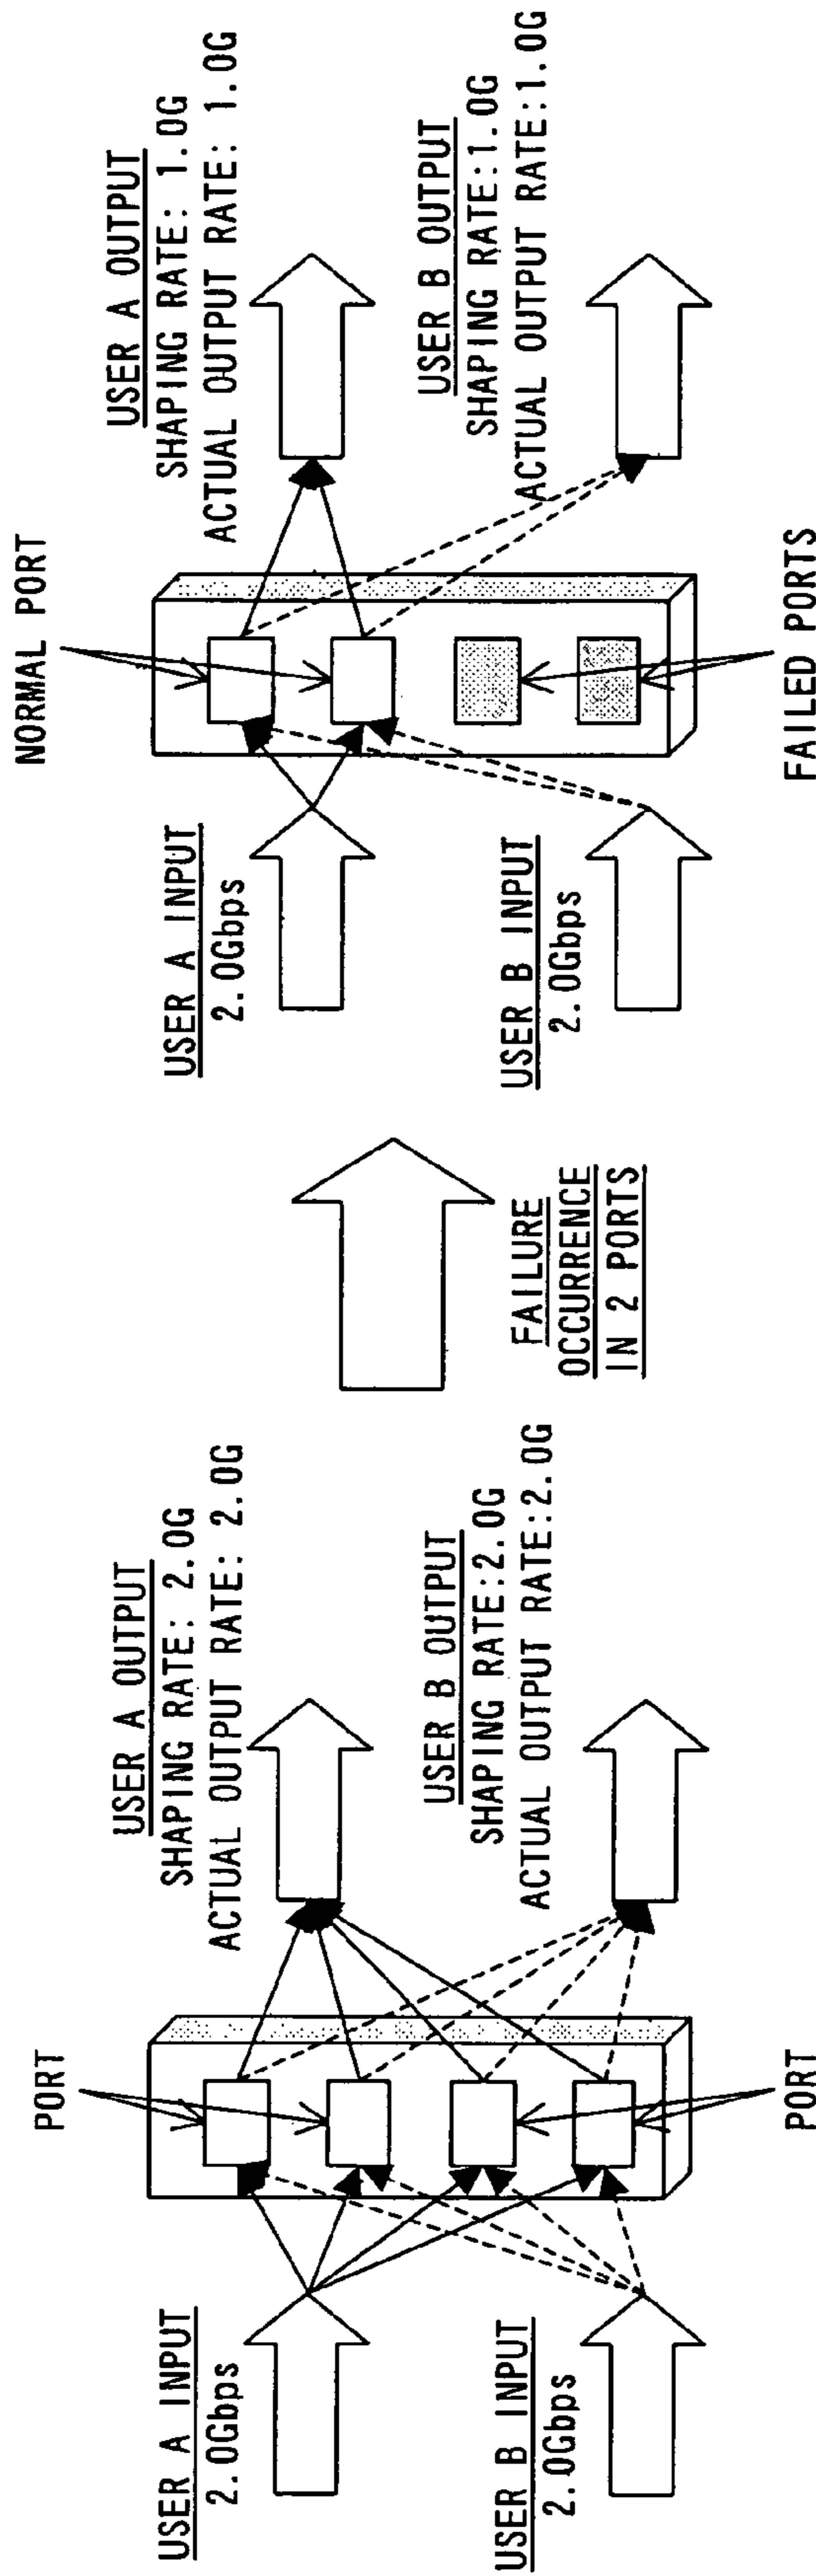 USER A INPUT
2.0Gbps
USER B INPUT
2.0Gbps
PORT
PORT
USER A OUTPUT
SHAPING RATE: 2.0G
ACTUAL OUTPUT RATE: 2.0G
USER B OUTPUT
SHAPING RATE:2.0G
ACTUAL OUTPUT RATE:2.0G
FAILURE
OCCURRENCE
IN 2 PORTS
USER A INPUT
2.0Gbps
USER B INPUT
2.0Gbps
NORMAL PORT
FAILED PORTS
USER A OUTPUT
SHAPING RATE: 1.0G
ACTUAL OUTPUT RATE: 1.0G
USER B OUTPUT
SHAPING RATE:1.0G
ACTUAL OUTPUT RATE:1.0G